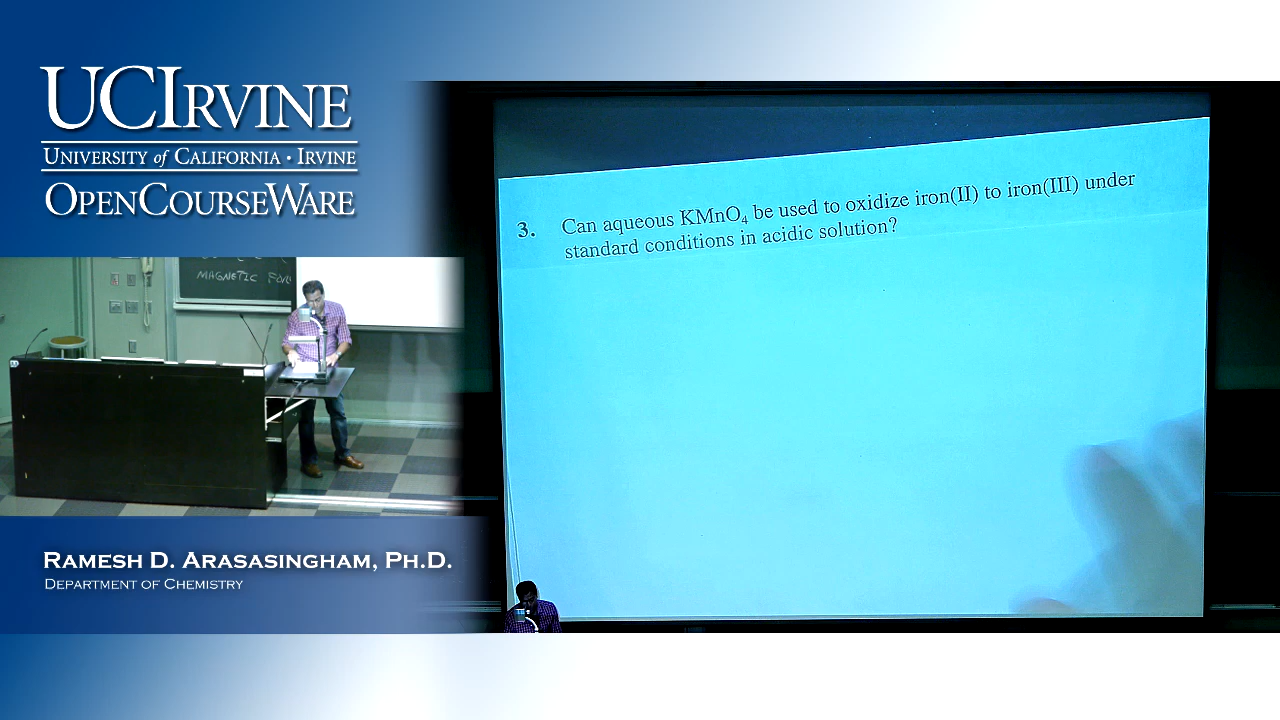 UCIRVINE
UNIVERSITY of CALIFORNIA · IRVINE
OPENCOURSEWARE
MAGNETIC
RAMESH D. ARASASINGHAM, PH.D.
DEPARTMENT OF CHEMISTRY
3. Can aqueous KMnO₄ be used to oxidize iron(II) to iron(III) under
standard conditions in acidic solution?